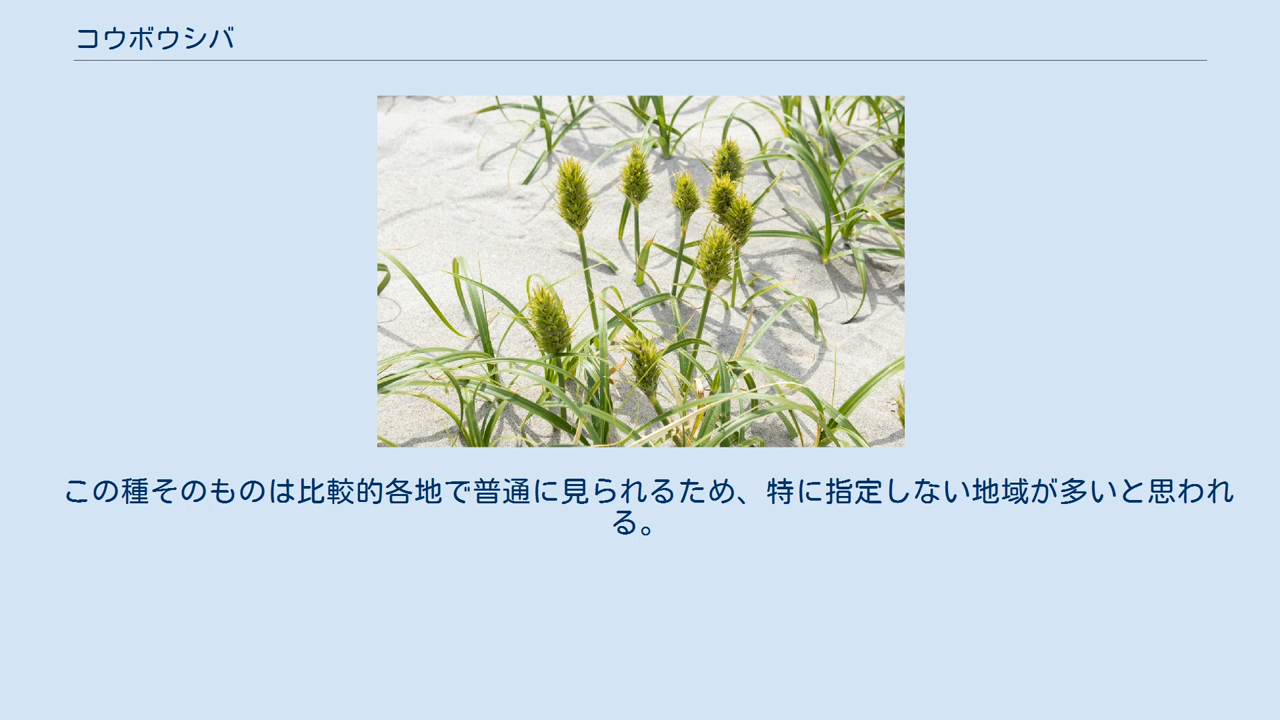 コウボウシバ
この種そのものは比較的各地で普通に見られるため、特に指定しない地域が多いと思われ
る。